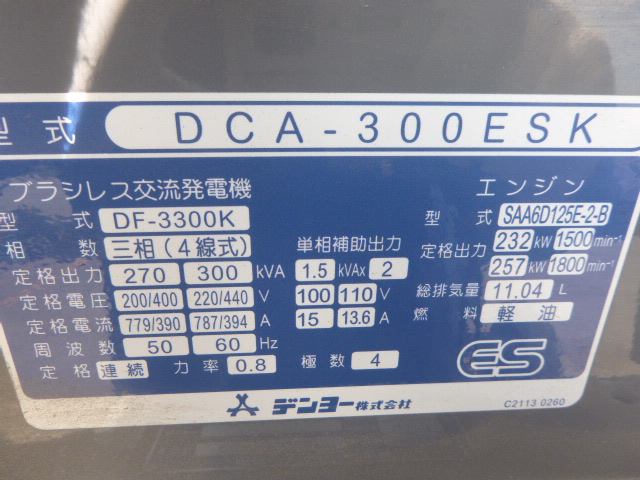 型式 DCA-300ESK
ブラシレス交流発電機
型式 DF-3300K
相数 三相(4線式)
定格出力 270 300 kVA
定格電圧 200/400 220/440 V
定格電流 779/390 787/394 A
周波数 50 60 Hz
定格 連続 力率 0.8 極数 4
単相補助出力
1.5 kVA× 2
100 110 V
15 13.6 A
エンジン
型式 SAA6D125E-2-B
定格出力 232 kW 1500 min⁻¹
257 kW 1800 min⁻¹
総排気量 11.04 L
燃料 軽油
ES
デンヨー株式会社
C2113 0260